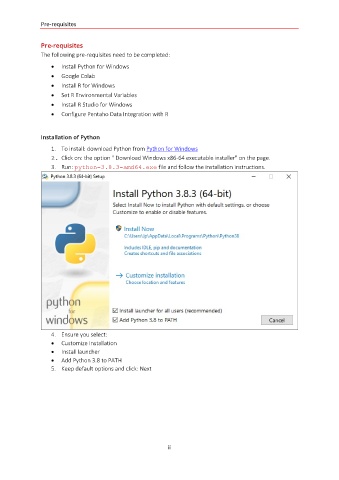 Pre-requisites
Pre-requisites
The following pre-requisites need to be completed:
• Install Python for Windows
• Google Colab
• Install R for Windows
• Set R Environmental Variables
• Install R Studio for Windows
• Configure Pentaho Data Integration with R
Installation of Python
1. To install: download Python from Python for Windows
2. Click on: the option " Download Windows x86-64 executable installer" on the page.
3. Run: python-3.8.3-amd64.exe file and follow the installation instructions.
Python 3.8.3 (64-bit) Setup
Install Python 3.8.3 (64-bit)
Select Install Now to install Python with default settings, or choose
Customize to enable or disable features.
Install Now
Includes IDLE, pip and documentation
Creates shortcuts and file associations
→ Customize installation
Choose location and features
python
for
windows
Install launcher for all users (recommended)
Add Python 3.8 to PATH
Cancel
4. Ensure you select:
• Customize installation
• Install launcher
• Add Python 3.8 to PATH
5. Keep default options and click: Next